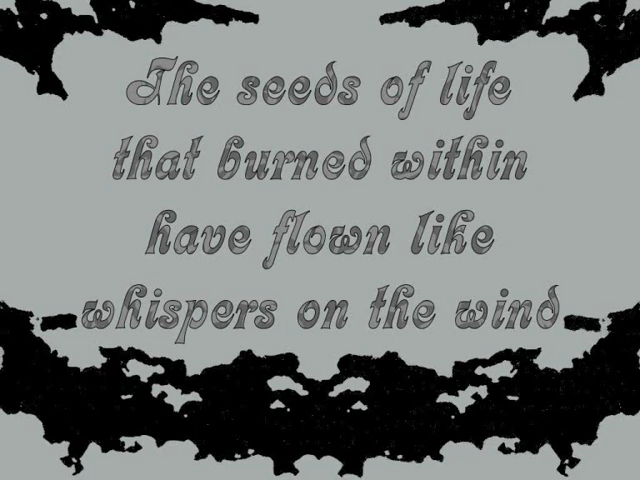 The seeds of life
that burned within
have flown like
whispers on the wind